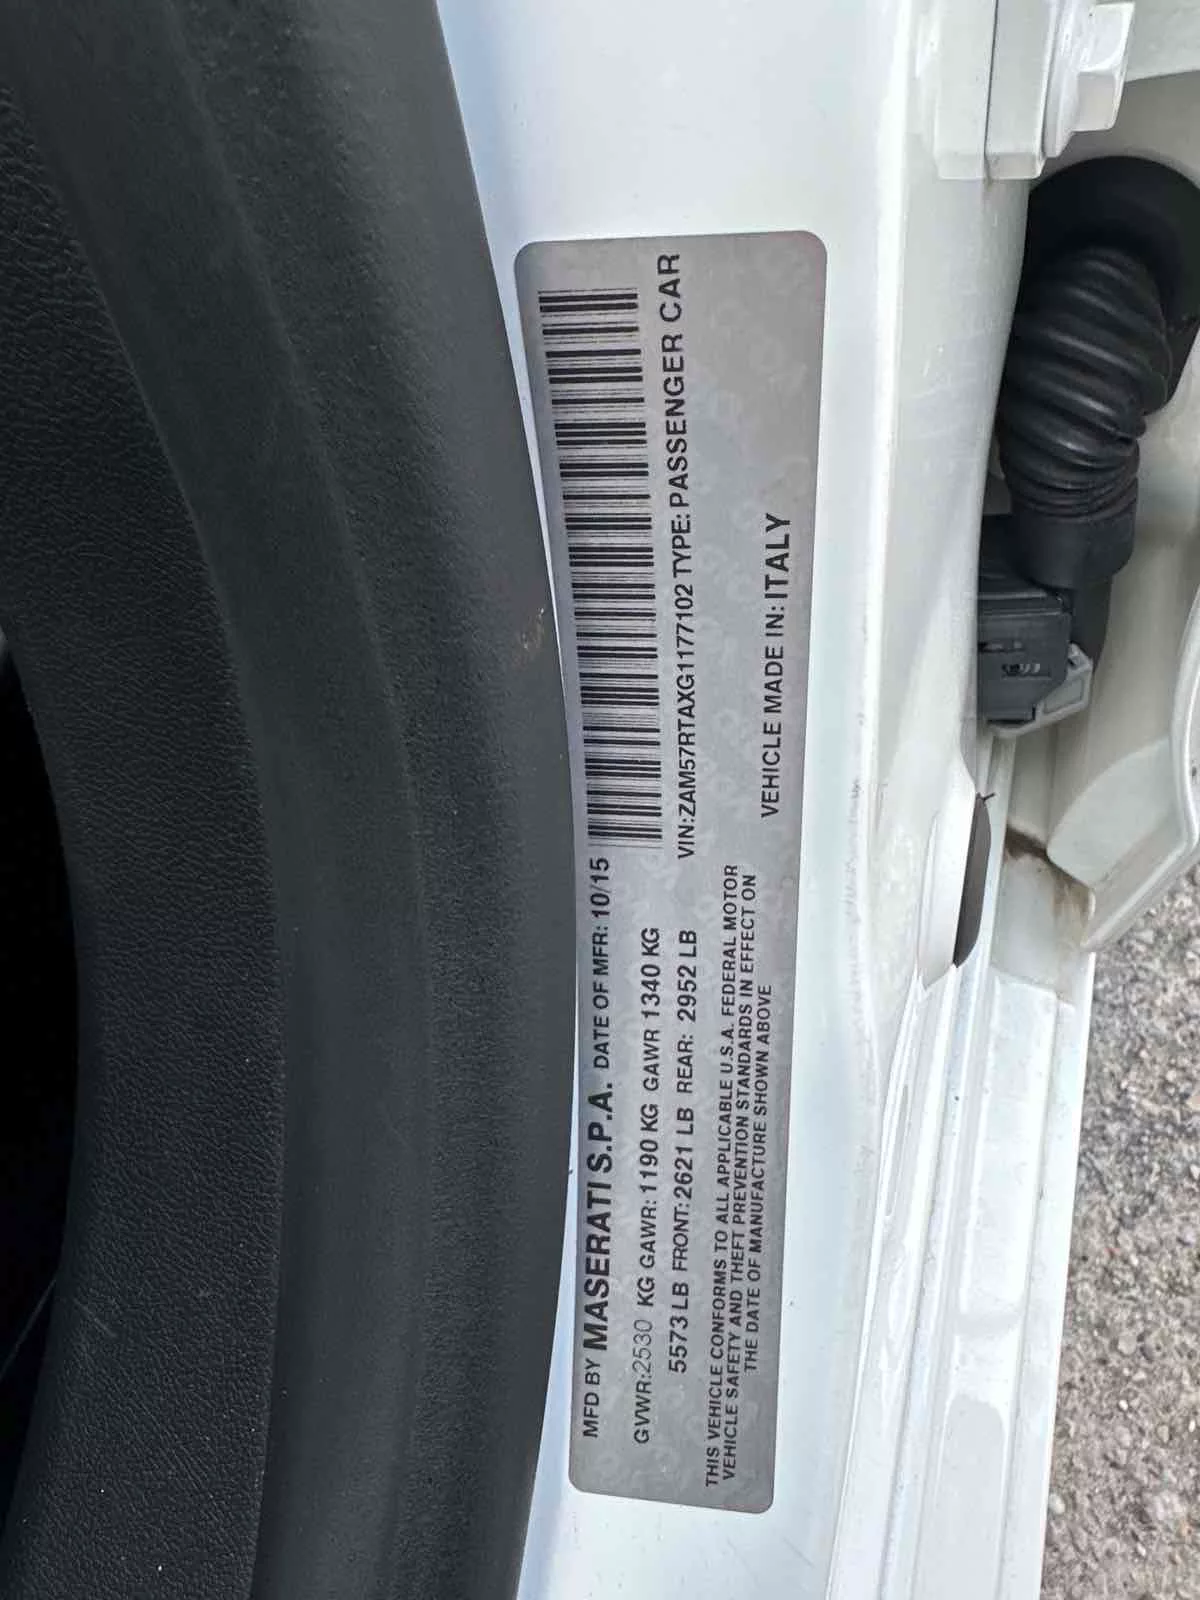 MFD BY MASERATI S.P.A. DATE OF MFR: 10/15
GVWR:2530 KG GAWR:1190 KG GAWR 1340 KG
5573 LB FRONT:2621 LB REAR: 2952 LB
VIN:ZAM57RTAXG1177102 TYPE: PASSENGER CAR
THIS VEHICLE CONFORMS TO ALL APPLICABLE U.S.A. FEDERAL MOTOR
VEHICLE SAFETY AND THEFT PREVENTION STANDARDS IN EFFECT ON
THE DATE OF MANUFACTURE SHOWN ABOVE
VEHICLE MADE IN: ITALY